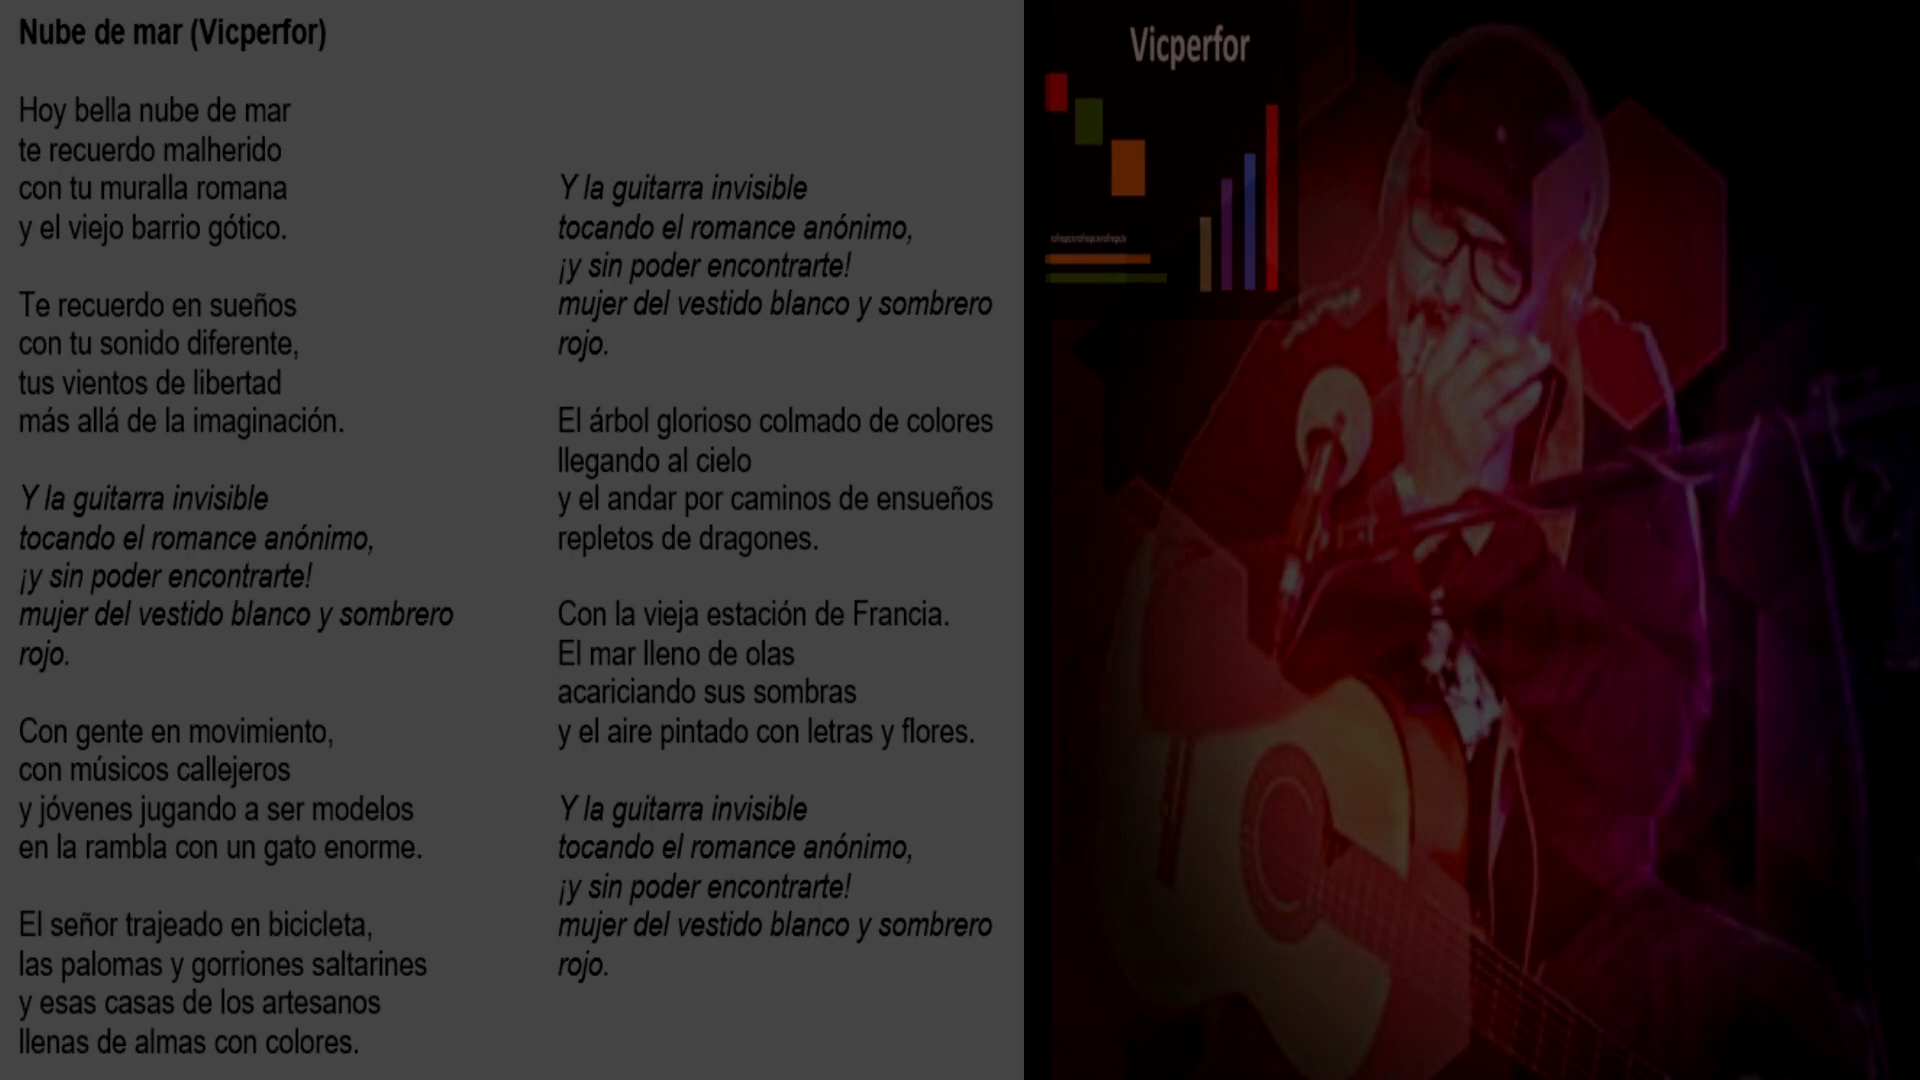 Nube de mar (Vicperfor)
Hoy bella nube de mar
te recuerdo malherido
con tu muralla romana
y el viejo barrio gótico.
Te recuerdo en sueños
con tu sonido diferente,
tus vientos de libertad
más allá de la imaginación.
Y la guitarra invisible
tocando el romance anónimo,
¡y sin poder encontrarte!
mujer del vestido blanco y sombrero
rojo.
Con gente en movimiento,
con músicos callejeros
y jóvenes jugando a ser modelos
en la rambla con un gato enorme.
El señor trajeado en bicicleta,
las palomas y gorriones saltarines
y esas casas de los artesanos
llenas de almas con colores.
Y la guitarra invisible
tocando el romance anónimo,
¡y sin poder encontrarte!
mujer del vestido blanco y sombrero
rojo.
El árbol glorioso colmado de colores
llegando al cielo
y el andar por caminos de ensueños
repletos de dragones.
Con la vieja estación de Francia.
El mar lleno de olas
acariciando sus sombras
y el aire pintado con letras y flores.
Y la guitarra invisible
tocando el romance anónimo,
¡y sin poder encontrarte!
mujer del vestido blanco y sombrero
rojo.
Vicperfor